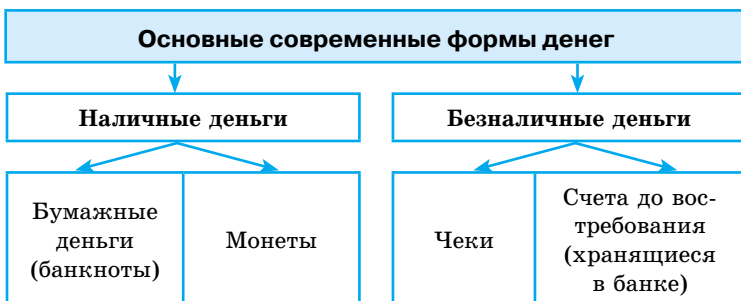 Основные современные формы денег
Наличные деньги
Безналичные деньги
Бумажные
деньги
(банкноты)
Монеты
Чеки
Счета до вос-
требования
(хранящиеся
в банке)